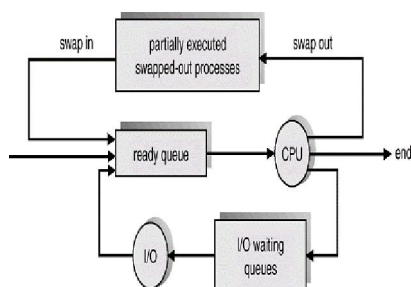 swap in
partially executed
swapped-out processes
swap out
ready queue
CPU
end
I/O
I/O waiting
queues